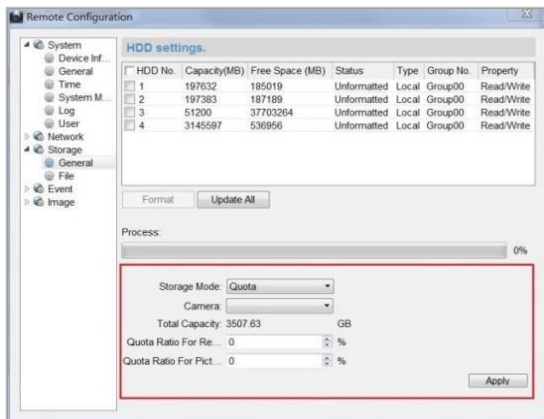 Remote Configuration
System
Device Inf...
General
Time
System M...
Log
User
Network
Storage
General
File
Event
Image
HDD settings.
HDD No. Capacity(MB) Free Space (MB) Status Type Group No. Property
1 197632 185019 Unformatted Local Group00 Read/Write
2 197383 187189 Unformatted Local Group00 Read/Write
3 51200 37703264 Unformatted Local Group00 Read/Write
4 3145597 536956 Unformatted Local Group00 Read/Write
Format Update All
Process:
0%
Storage Mode: Quota
Camera:
Total Capacity: 3507.63 GB
Quota Ratio For Re... 0 %
Quota Ratio For Pict... 0 %
Apply